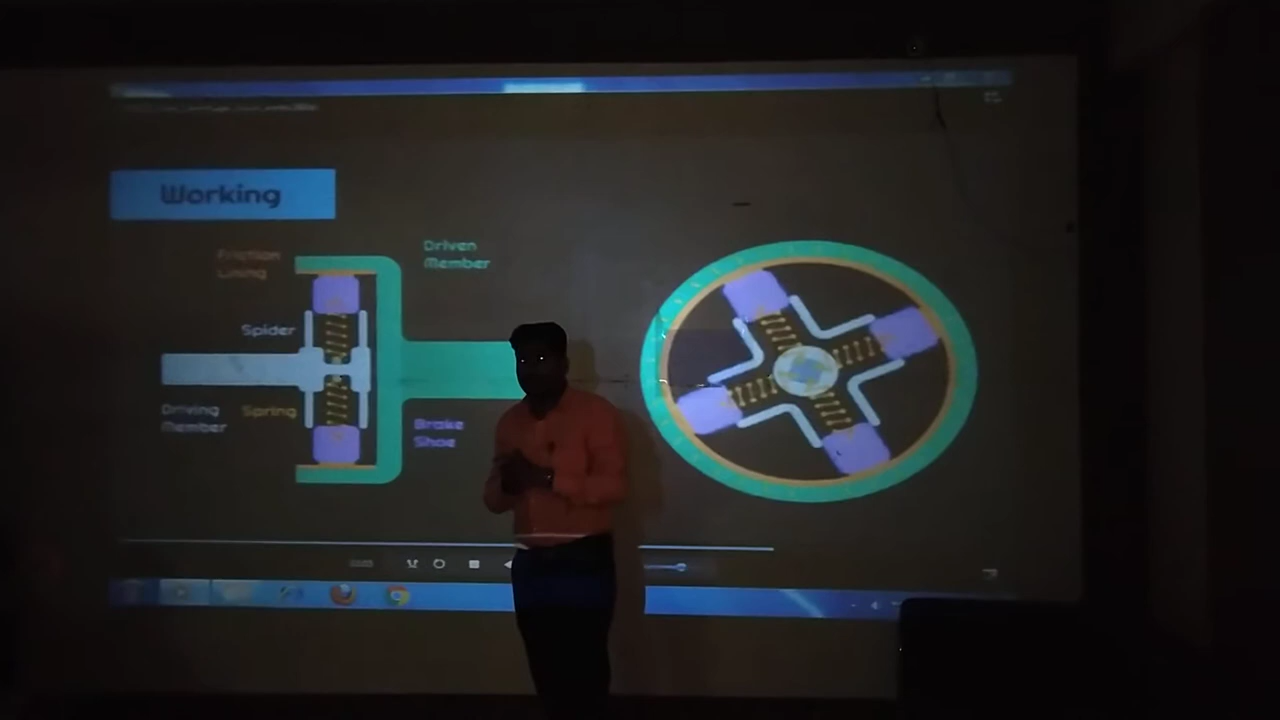 Working
Friction
Lining
Driven
Member
Spider
Driving
Member
Spring
Brake
Shoe